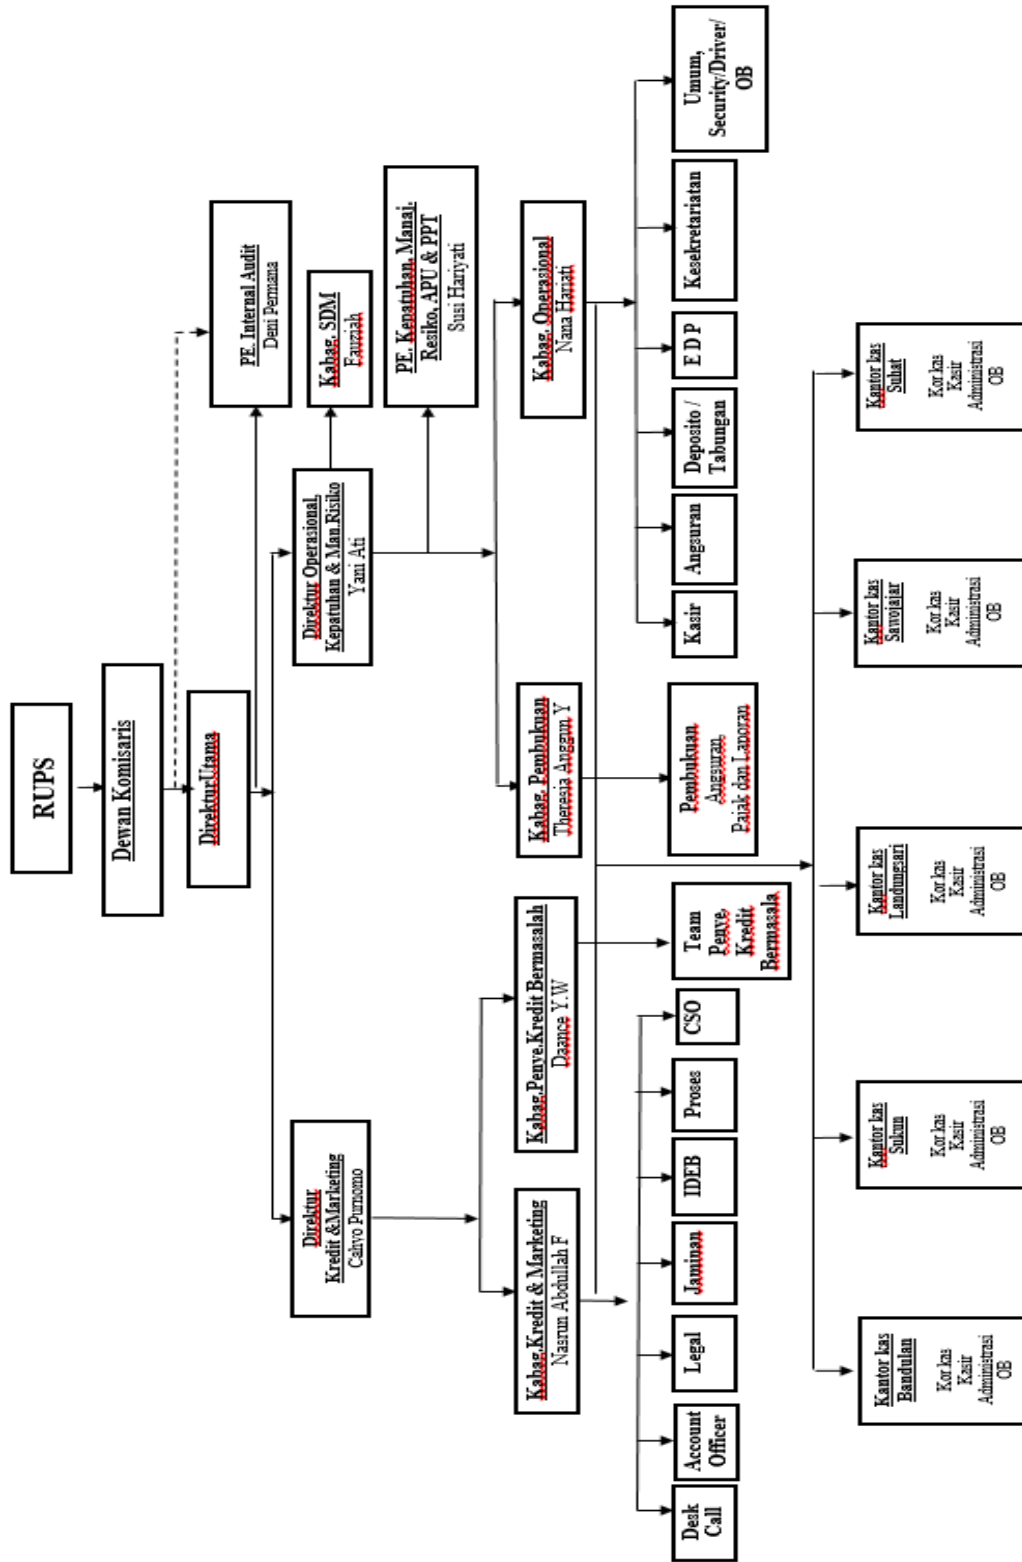 RUPS
Dewan Komisaris
DirekturUtama
PE. Internal Audit
Deni Permana
Direktur
Kredit &Marketing
Cahyo Purnomo
Direktur Operasional,
Kepatuhan & Man.Risiko
Yani Ati
Kabag. SDM
Fauziah
PE. Kepatuhan, Manaj.
Resiko, APU & PPT
Susi Hariyati
Kabag.Kredit & Marketing
Nasrun Abdullah F
Kabag.Penye.Kredit Bermasalah
Daance Y.W
Kabag. Pembukuan
Theresia Anggun Y
Kabag. Operasional
Nana Hariati
Desk
Call
Account
Officer
Legal
Jaminan
IDEB
Proses
CSO
Team
Penye.
Kredit
Bermasala
Pembukuan
Angsuran,
Pajak dan Laporan
Kasir
Angsuran
Deposito /
Tabungan
E D P
Kesekretariatan
Umum,
Security/Driver/
OB
Kantor kas
Bandulan
Kor kas
Kasir
Administrasi
OB
Kantor kas
Sukun
Kor kas
Kasir
Administrasi
OB
Kantor kas
Landungsari
Kor kas
Kasir
Administrasi
OB
Kantor kas
Sawojajar
Kor kas
Kasir
Administrasi
OB
Kantor kas
Suhat
Kor kas
Kasir
Administrasi
OB